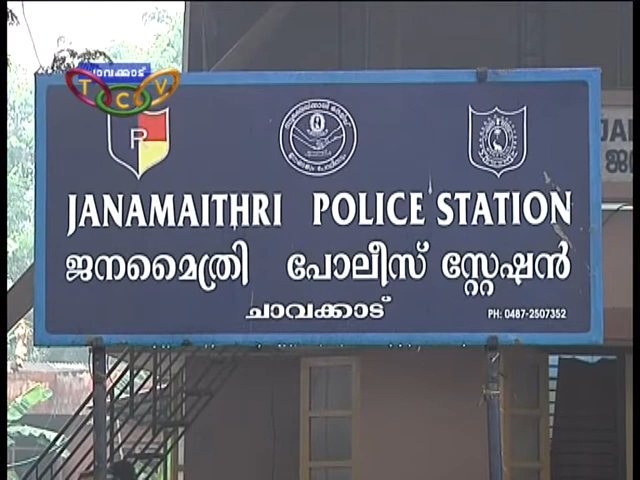 ചാവക്കാട്
TCV
P
JANAMAITHRI POLICE STATION
ജനമൈത്രി പോലീസ് സ്റ്റേഷൻ
ചാവക്കാട്
PH: 0487-2507352